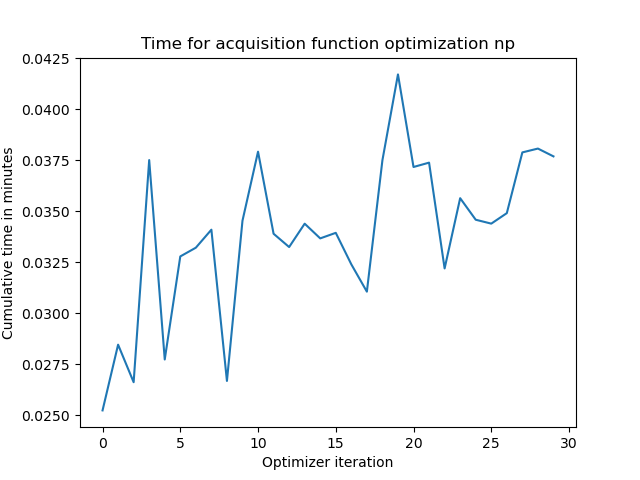 Time for acquisition function optimization np
Cumulative time in minutes
0.0425
0.0400
0.0375
0.0350
0.0325
0.0300
0.0275
0.0250
0 5 10 15 20 25 30
Optimizer iteration